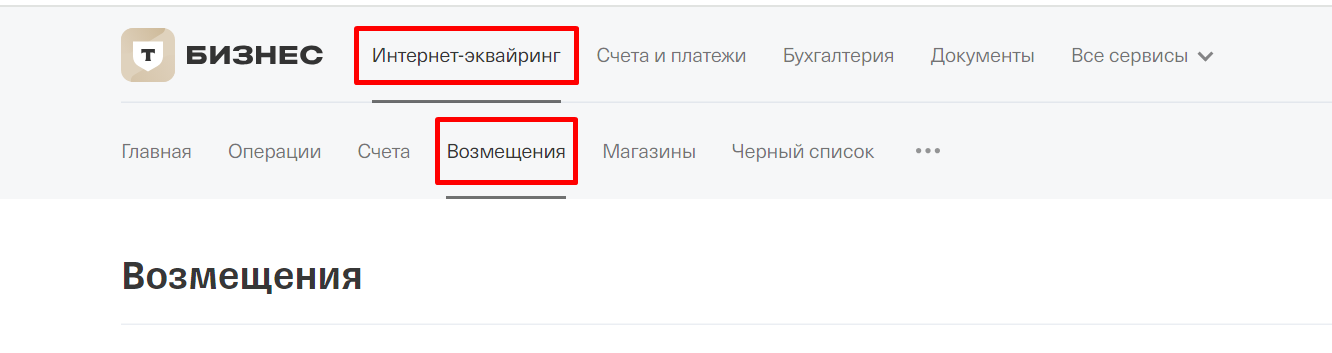 Т БИЗНЕС Интернет-эквайринг Счета и платежи Бухгалтерия Документы Все сервисы
Главная Операции Счета Возмещения Магазины Черный список •••
Возмещения